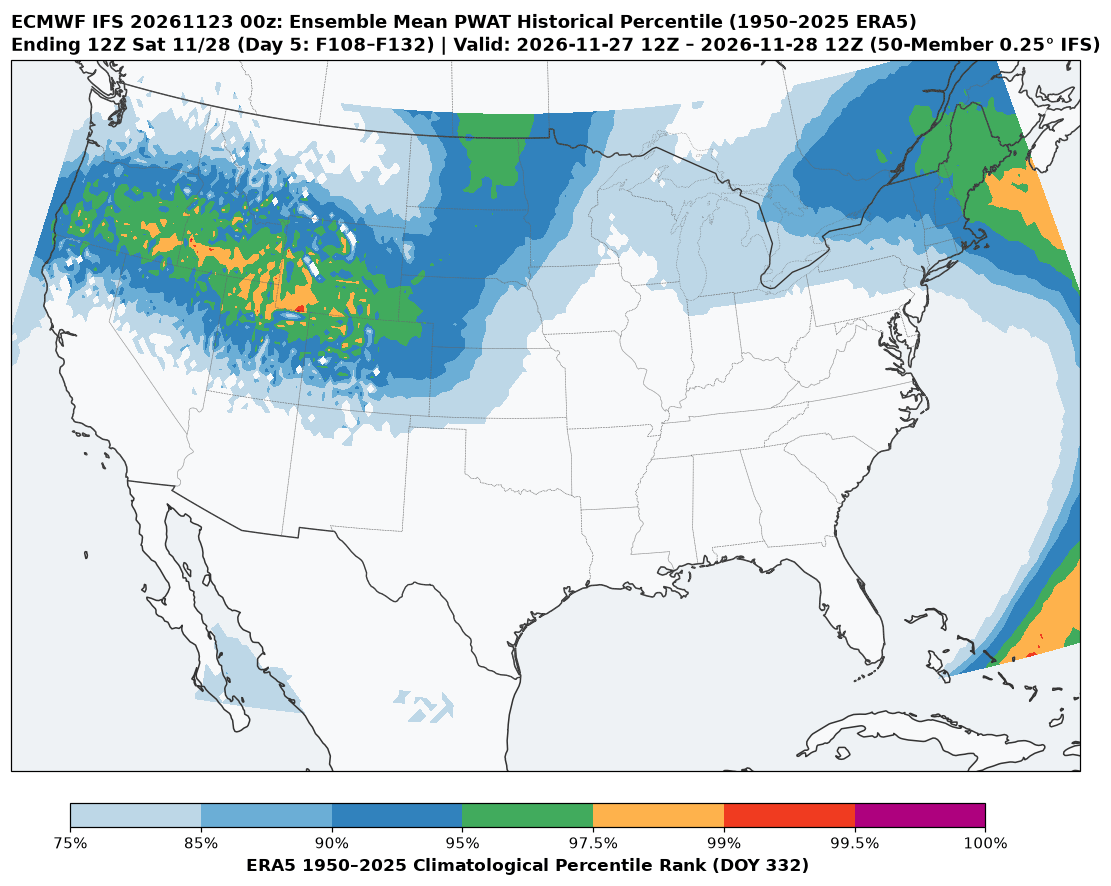 ECMWF IFS 20261123 00z: Ensemble Mean PWAT Historical Percentile (1950–2025 ERA5)
Ending 12Z Sat 11/28 (Day 5: F108–F132) | Valid: 2026-11-27 12Z – 2026-11-28 12Z (50-Member 0.25° IFS)
75% 85% 90% 95% 97.5% 99% 99.5% 100%
ERA5 1950–2025 Climatological Percentile Rank (DOY 332)